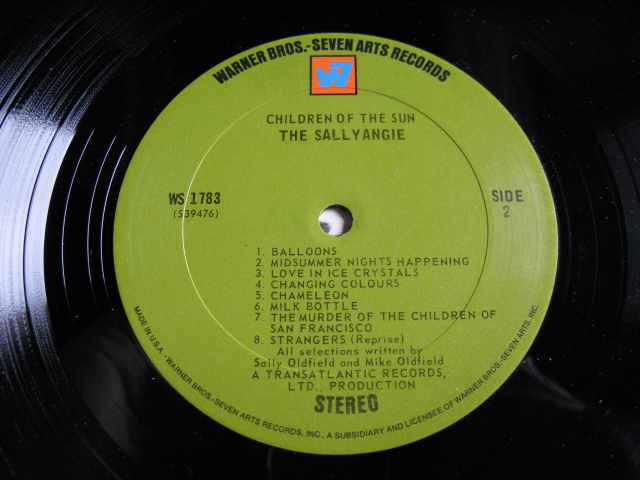 WARNER BROS.-SEVEN ARTS RECORDS
W7
CHILDREN OF THE SUN
THE SALLYANGIE
WS 1783
(S39476)
SIDE
2
1. BALLOONS
2. MIDSUMMER NIGHTS HAPPENING
3. LOVE IN ICE CRYSTALS
4. CHANGING COLOURS
5. CHAMELEON
6. MILK BOTTLE
7. THE MURDER OF THE CHILDREN OF
SAN FRANCISCO
8. STRANGERS (Reprise)
All selections written by
Sally Oldfield and Mike Oldfield
A TRANSATLANTIC RECORDS,
LTD., PRODUCTION
STEREO
MADE IN U.S.A. • WARNER BROS.-SEVEN ARTS RECORDS, INC., A SUBSIDIARY AND LICENSEE OF WARNER BROS.-SEVEN ARTS, INC.